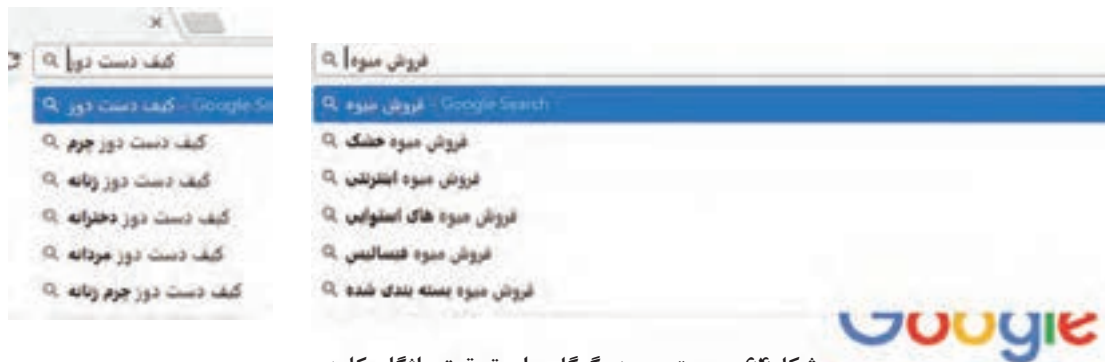 فروش میوه
فروش میوه - Google Search
فروش میوه خشک
فروش میوه اینترنتی
فروش میوه های استوایی
فروش میوه فیسالیس
فروش میوه بسته بندی شده
Google
کیف دست دوز
کیف دست دوز - Google Se
کیف دست دوز چرم
کیف دست دوز زنانه
کیف دست دوز دخترانه
کیف دست دوز مردانه
کیف دست دوز چرم زنانه